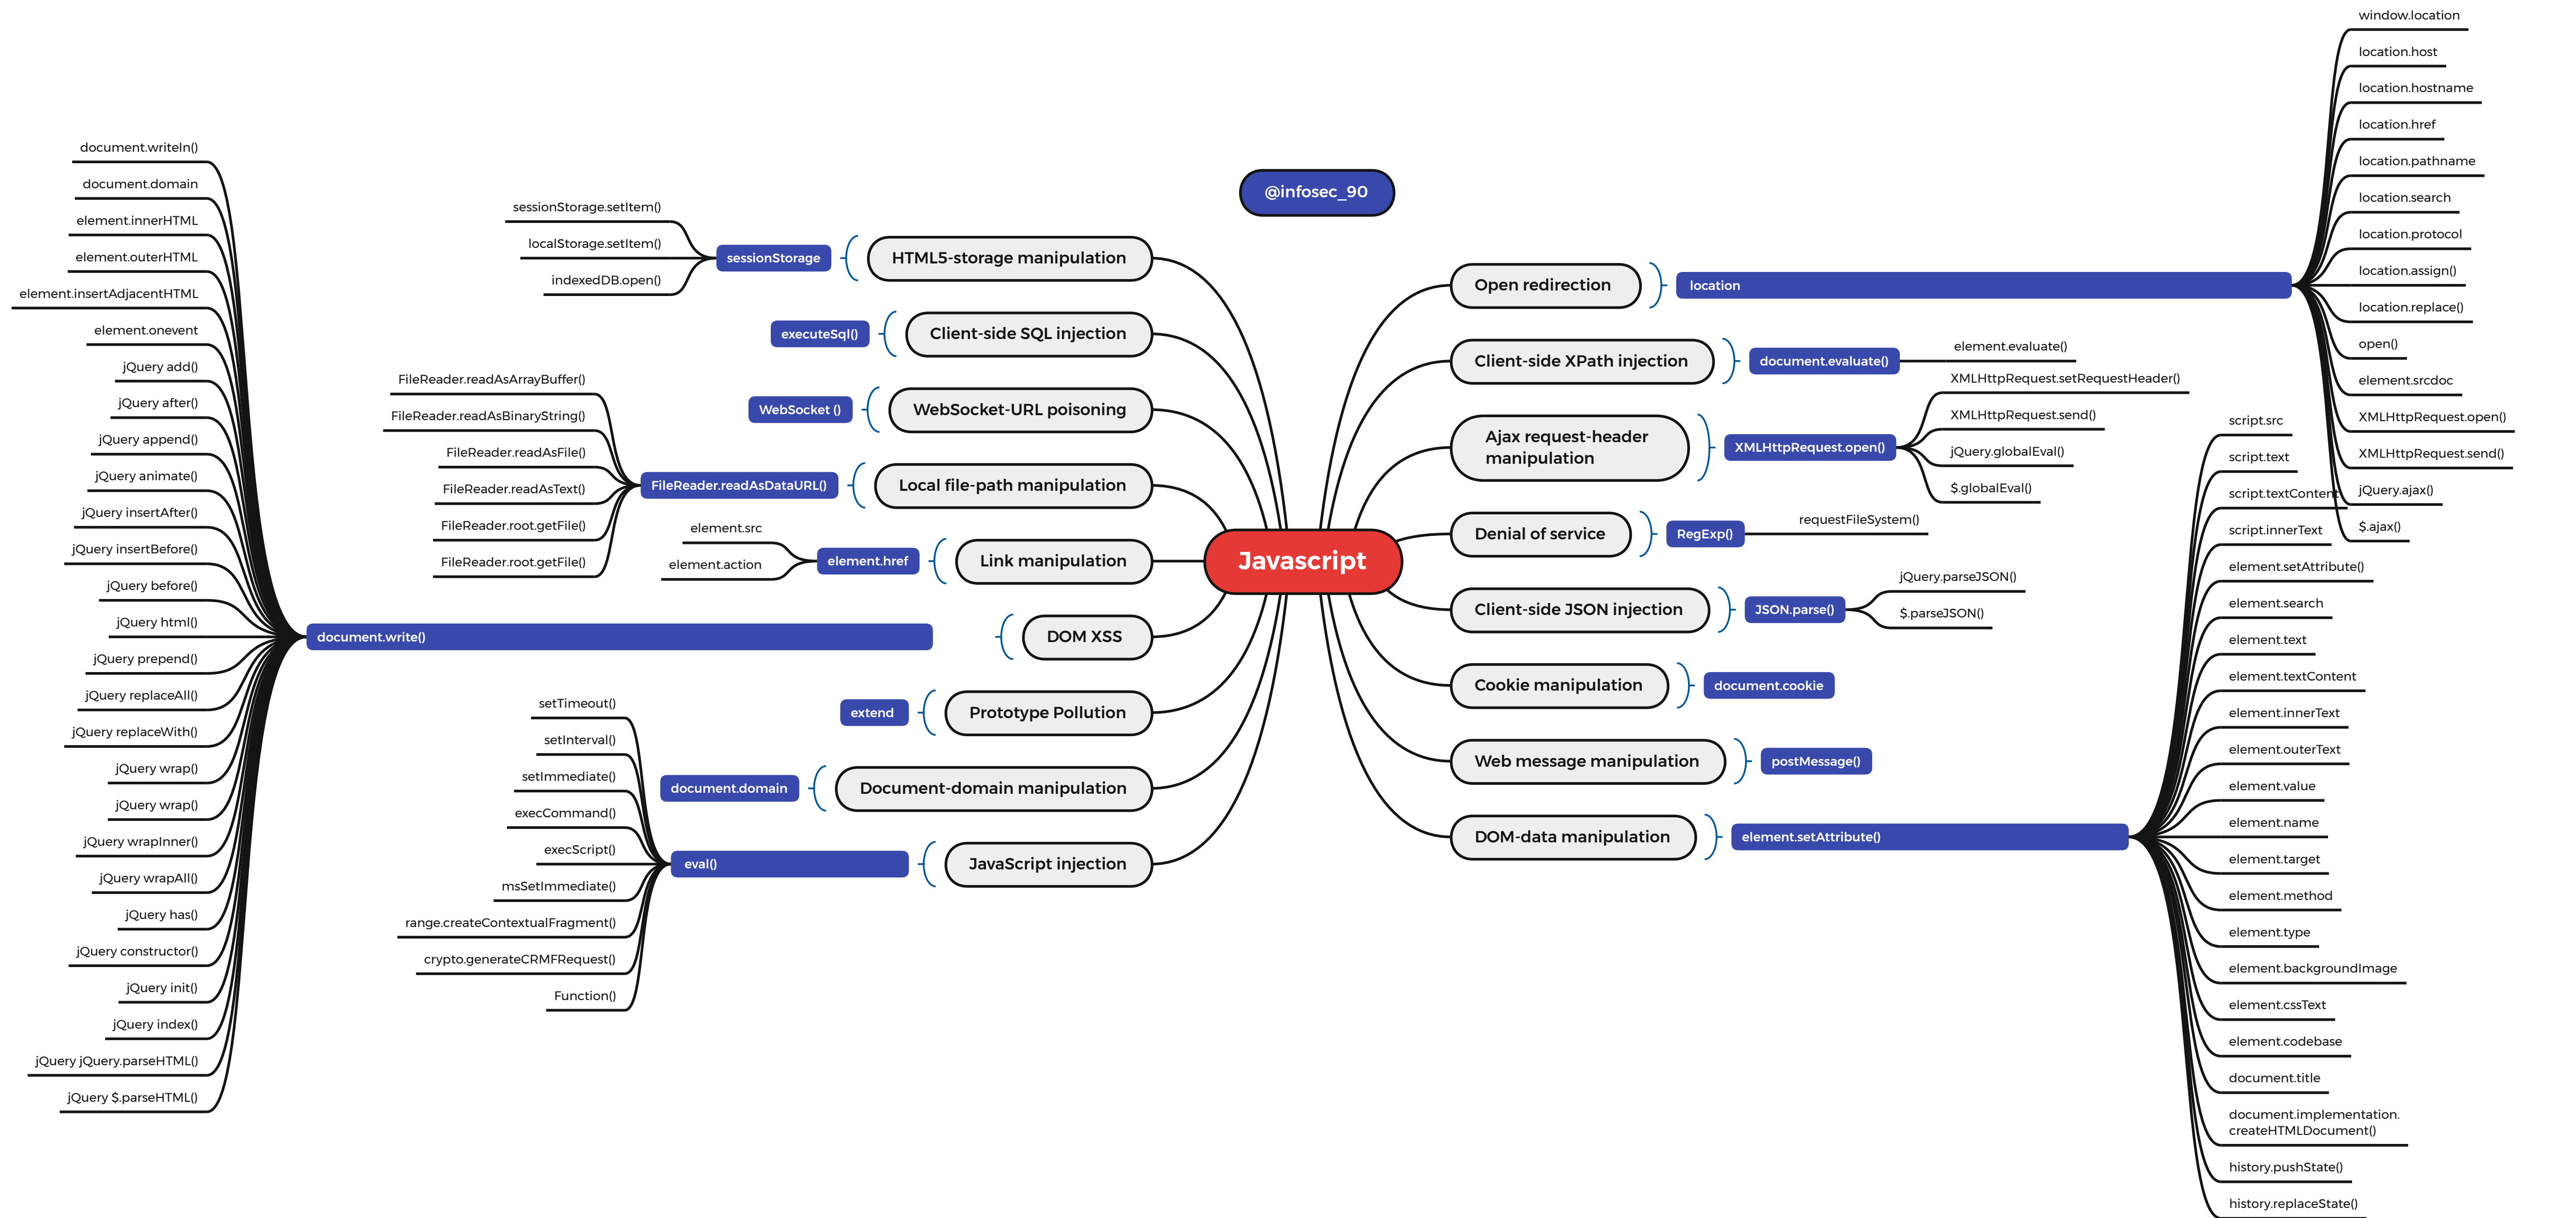 @infosec_90
Javascript
HTML5-storage manipulation
sessionStorage
sessionStorage.setItem()
localStorage.setItem()
indexedDB.open()
Client-side SQL injection
executeSql()
WebSocket-URL poisoning
WebSocket ()
Local file-path manipulation
FileReader.readAsDataURL()
FileReader.readAsArrayBuffer()
FileReader.readAsBinaryString()
FileReader.readAsFile()
FileReader.readAsText()
FileReader.root.getFile()
FileReader.root.getFile()
Link manipulation
element.href
element.src
element.action
DOM XSS
document.write()
document.writeln()
document.domain
element.innerHTML
element.outerHTML
element.insertAdjacentHTML
element.onevent
jQuery add()
jQuery after()
jQuery append()
jQuery animate()
jQuery insertAfter()
jQuery insertBefore()
jQuery before()
jQuery html()
jQuery prepend()
jQuery replaceAll()
jQuery replaceWith()
jQuery wrap()
jQuery wrap()
jQuery wrapInner()
jQuery wrapAll()
jQuery has()
jQuery constructor()
jQuery init()
jQuery index()
jQuery jQuery.parseHTML()
jQuery $.parseHTML()
Prototype Pollution
extend
Document-domain manipulation
document.domain
JavaScript injection
eval()
setTimeout()
setInterval()
setImmediate()
execCommand()
execScript()
msSetImmediate()
range.createContextualFragment()
crypto.generateCRMFRequest()
Function()
Open redirection
location
window.location
location.host
location.hostname
location.href
location.pathname
location.search
location.protocol
location.assign()
location.replace()
open()
element.srcdoc
XMLHttpRequest.open()
XMLHttpRequest.send()
jQuery.ajax()
$.ajax()
Client-side XPath injection
document.evaluate()
element.evaluate()
Ajax request-header
manipulation
XMLHttpRequest.open()
XMLHttpRequest.setRequestHeader()
XMLHttpRequest.send()
jQuery.globalEval()
$.globalEval()
Denial of service
RegExp()
requestFileSystem()
Client-side JSON injection
JSON.parse()
jQuery.parseJSON()
$.parseJSON()
Cookie manipulation
document.cookie
Web message manipulation
postMessage()
DOM-data manipulation
element.setAttribute()
script.src
script.text
script.textContent
script.innerText
element.setAttribute()
element.search
element.text
element.textContent
element.innerText
element.outerText
element.value
element.name
element.target
element.method
element.type
element.backgroundImage
element.cssText
element.codebase
document.title
document.implementation.
createHTMLDocument()
history.pushState()
history.replaceState()